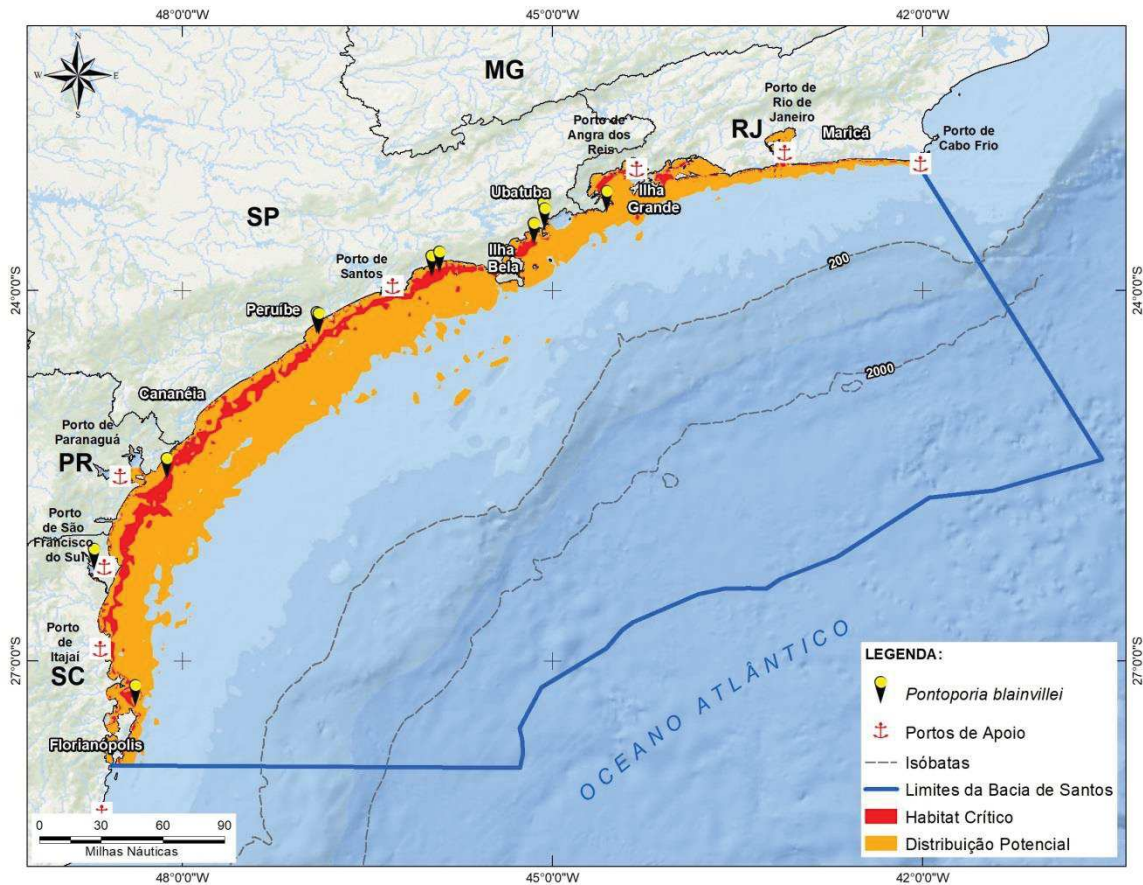 48°0'0"W
45°0'0"W
42°0'0"W
N
W
E
S
MG
Porto de
Rio de
Janeiro
RJ
Maricá
Porto de
Angra dos
Reis
Porto de
Cabo Frio
Ubatuba
Ilha
Grande
SP
Ilha
Bela
Porto de
Santos
200
24°0'0"S
24°0'0"S
Peruíbe
2000
Cananéia
Porto de
Paranaguá
PR
Porto
de São
Francisco
do Sul
Porto
de
Itajaí
27°0'0"S
27°0'0"S
SC
OCEANO ATLÂNTICO
Florianópolis
LEGENDA:
Pontoporia blainvillei
Portos de Apoio
Isóbatas
Limites da Bacia de Santos
Habitat Crítico
Distribuição Potencial
0 30 60 90
Milhas Náuticas
48°0'0"W
45°0'0"W
42°0'0"W